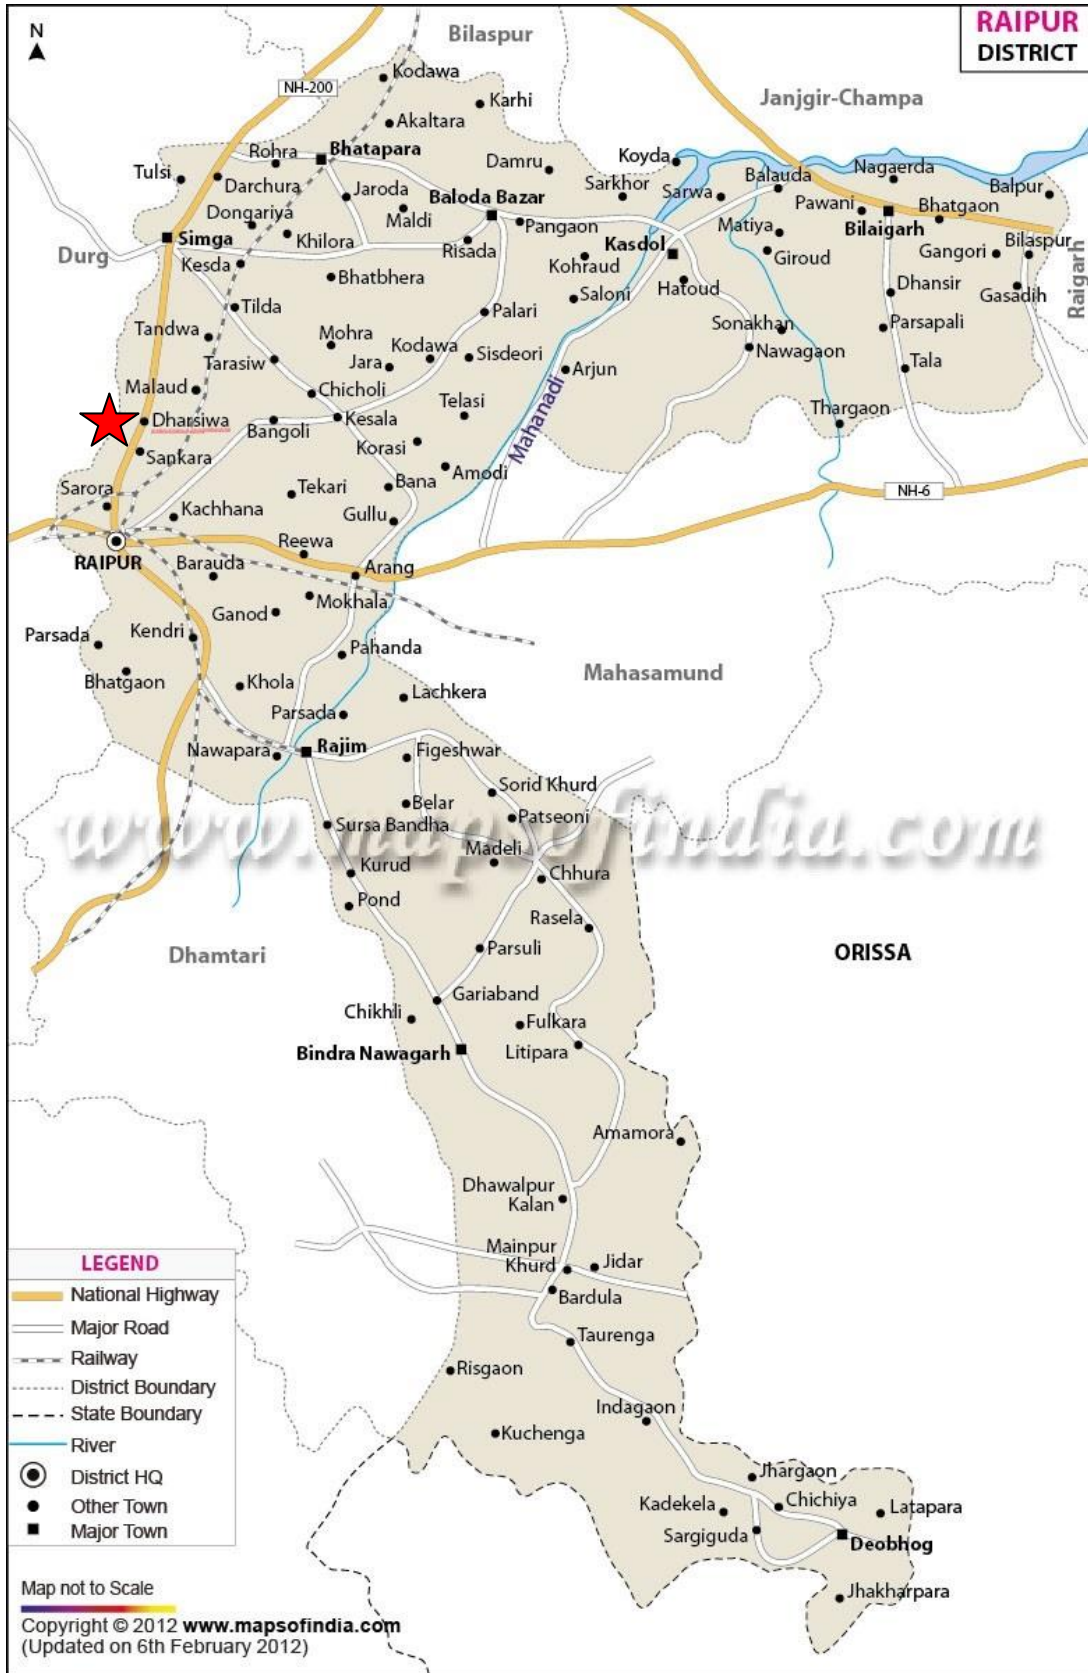 RAIPUR
DISTRICT
N
Bilaspur
Kodawa
NH-200
Karhi
Janjgir-Champa
Akaltara
Bhatapara
Rohra
Damru
Koyda
Tulsi
Darchura
Jaroda
Sarkhor
Sarwa
Balauda
Nagaerda
Balpur
Dongariya
Maldi
Baloda Bazar
Pangaon
Pawani
Bhatgaon
Simga
Khilora
Risada
Kasdol
Matiya
Bilaigarh
Bilaspur
Durg
Kesda
Kohraud
Giroud
Gangori
Raigarh
Bhatbhera
Saloni
Hatoud
Dhansir
Gasadih
Tilda
Palari
Tandwa
Mohra
Kodawa
Sisdeori
Sonakhan
Parsapali
Tarasiw
Jara
Arjun
Nawagaon
Tala
Malaud
Chicholi
Telasi
Mahanadi
Thargaon
Dharsiwa
Bangoli
Kesala
Sankara
Korasi
Amodi
Sarora
Tekari
Bana
NH-6
Kachhana
Gullu
RAIPUR
Reewa
Barauda
Arang
Ganod
Mokhala
Parsada
Kendri
Pahanda
Bhatgaon
Khola
Lachkera
Mahasamund
Parsada
Nawapara
Rajim
Figeshwar
Sorid Khurd
Belar
Patseoni
www.mapsofindia.com
Sursa Bandha
Madeli
Kurud
Chhura
Pond
Rasela
Dhamtari
Parsuli
ORISSA
Gariaband
Chikhli
Fulkara
Bindra Nawagarh
Litipara
Amamora
Dhawalpur
Kalan
Mainpur
Khurd
Jidar
Bardula
Taurenga
Risgaon
Indagaon
Kuchenga
Jhargaon
Kadekela
Chichiya
Latapara
Sargiguda
Deobhog
Jhakharpara
LEGEND
National Highway
Major Road
Railway
District Boundary
State Boundary
River
District HQ
Other Town
Major Town
Map not to Scale
Copyright © 2012 www.mapsofindia.com
(Updated on 6th February 2012)